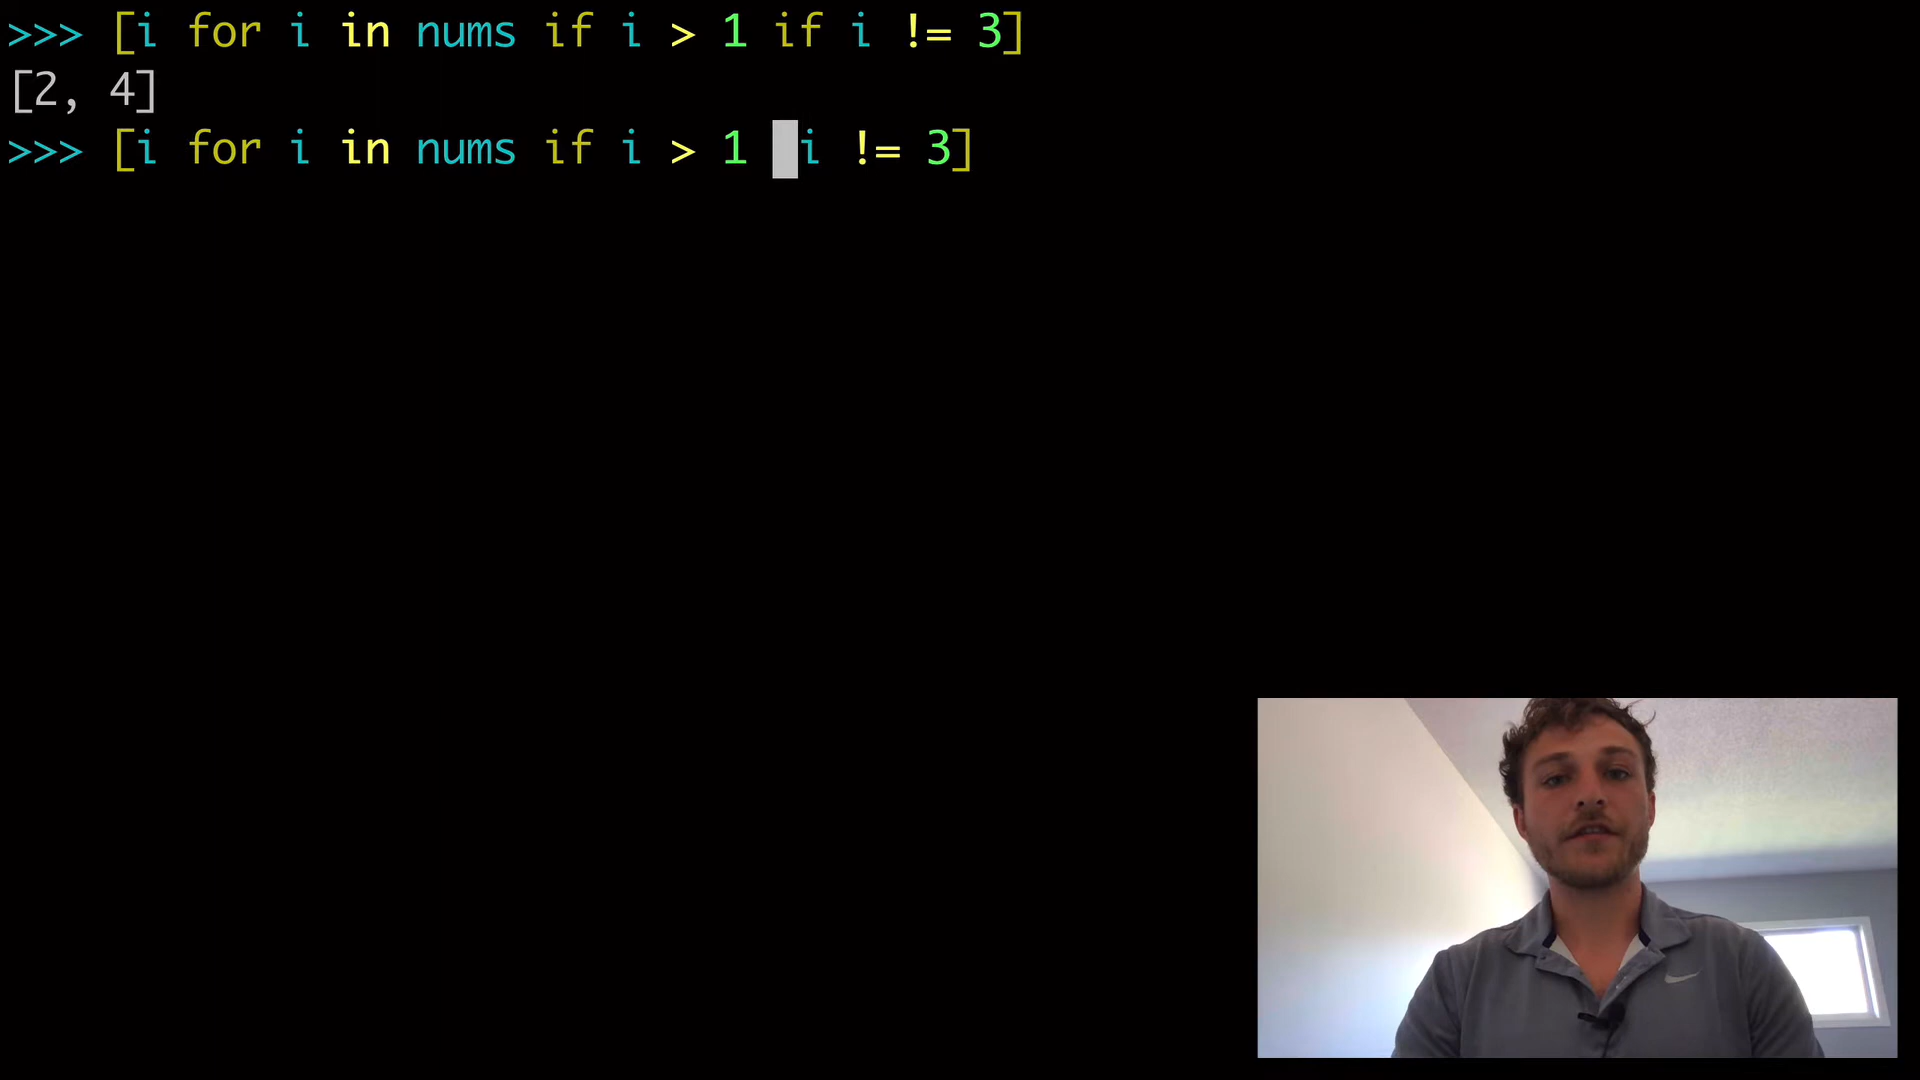 >>> [i for i in nums if i > 1 if i != 3]
[2, 4]
>>> [i for i in nums if i > 1 i != 3]